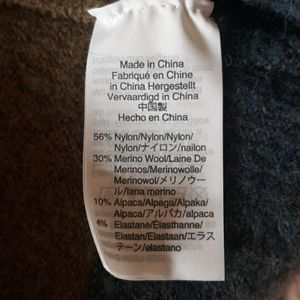 Made in China
Fabriqué en Chine
in China Hergestellt
Vervaardigd in China
中国製
Hecho en China
56% Nylon/Nylon/Nylon/
Nylon/ナイロン/nailon
30% Merino Wool/Laine De
Merinos/Merinowolle/
Merinowol/メリノウー
ル/lana merino
10% Alpaca/Alpega/Alpaka/
Alpaca/アルパカ/alpaca
4% Elastane/Élasthanne/
Elastan/Elastaan/エラス
テーン/elastano